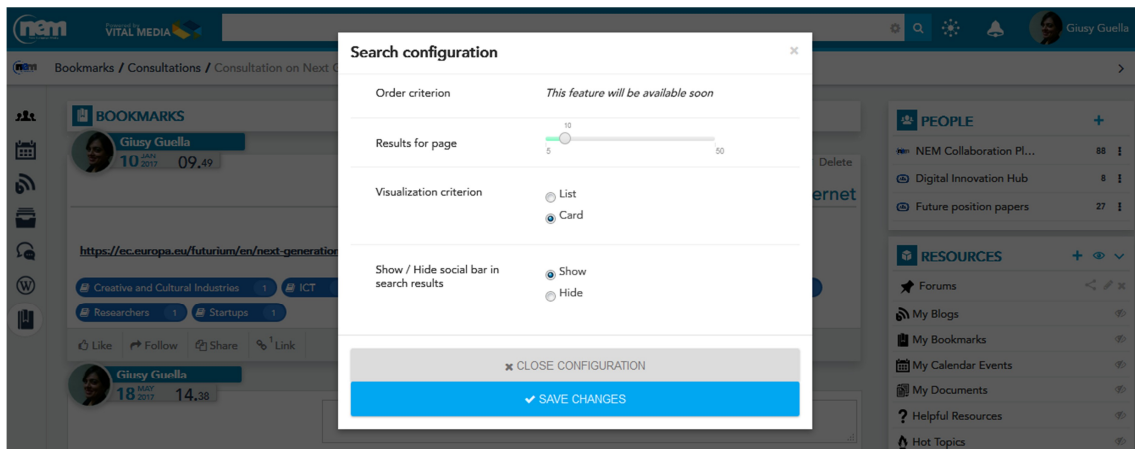 nem
Powered by
VITAL MEDIA
Giusy Guella
nem
Bookmarks / Consultations / Consultation on Next G
BOOKMARKS
Giusy Guella
10 JAN 2017 09.49
Delete
ernet
https://ec.europa.eu/futurium/en/next-generation
Creative and Cultural Industries 1
ICT
Researchers 1
Startups 1
Like
Follow
Share
1 Link
Giusy Guella
18 MAY 2017 14.38
Search configuration
×
Order criterion
This feature will be available soon
Results for page
10
5
50
Visualization criterion
List
Card
Show / Hide social bar in
search results
Show
Hide
CLOSE CONFIGURATION
SAVE CHANGES
PEOPLE
NEM Collaboration Pl... 88
Digital Innovation Hub 8
Future position papers 27
RESOURCES
Forums
My Blogs
My Bookmarks
My Calendar Events
My Documents
Helpful Resources
Hot Topics